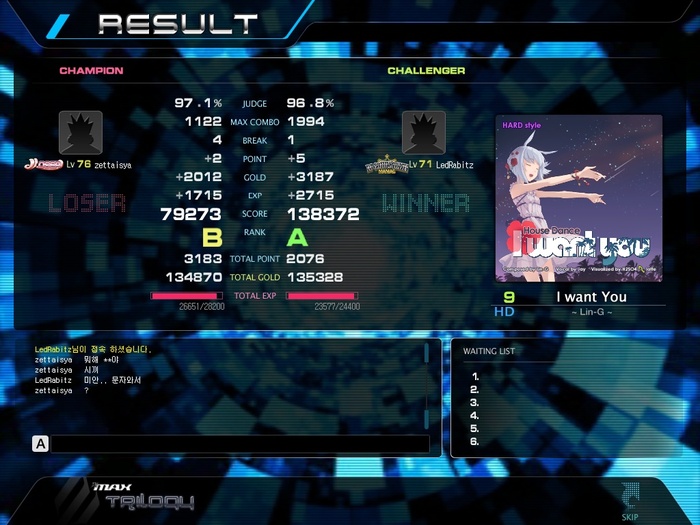 RESULT
CHAMPION
CHALLENGER
97.1% JUDGE 96.8%
1122 MAX COMBO 1994
4 BREAK 1
+2 POINT +5
+2012 GOLD +3187
+1715 EXP +2715
79273 SCORE 138372
B RANK A
3183 TOTAL POINT 2076
134870 TOTAL GOLD 135328
TOTAL EXP
26651/28200 23577/24400
Lv 76 zettaisya
Lv 71 LedRabitz
LOSER
WINNER
HARD style
House Dance
I want you
9 I want You
HD ~ Lin-G ~
LedRabitz님이 접속 하셨습니다.
zettaisya 뭐해 **야
zettaisya 시끼
LedRabitz 미안.. 문자와서
zettaisya ?
A
WAITING LIST
1.
2.
3.
4.
5.
6.
MAX
TRILOGY
SKIP